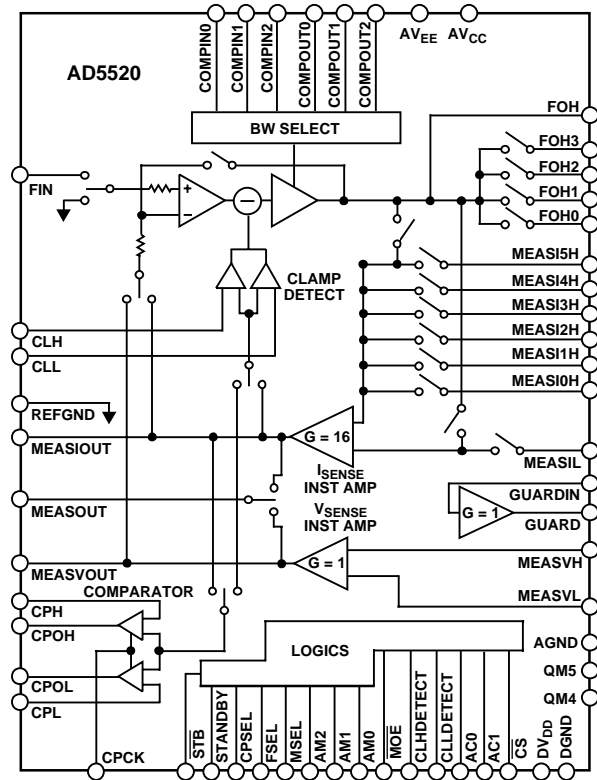 COMPIN0
COMPIN1
COMPIN2
COMPOUT0
COMPOUT1
COMPOUT2
AVEE
AVCC
AD5520
BW SELECT
FOH
FOH3
FOH2
FOH1
FOH0
FIN
+
–
–
CLAMP
DETECT
MEASI5H
MEASI4H
MEASI3H
MEASI2H
MEASI1H
MEASI0H
CLH
CLL
REFGND
MEASIOUT
G = 16
MEASIL
ISENSE
INST AMP
GUARDIN
G = 1
GUARD
MEASOUT
VSENSE
INST AMP
MEASVOUT
G = 1
MEASVH
MEASVL
COMPARATOR
CPH
CPOH
CPOL
CPL
LOGICS
AGND
QM5
QM4
CPCK
STB
STANDBY
CPSEL
FSEL
MSEL
AM2
AM1
AM0
MOE
CLHDETECT
CLLDETECT
AC0
AC1
CS
DVDD
DGND